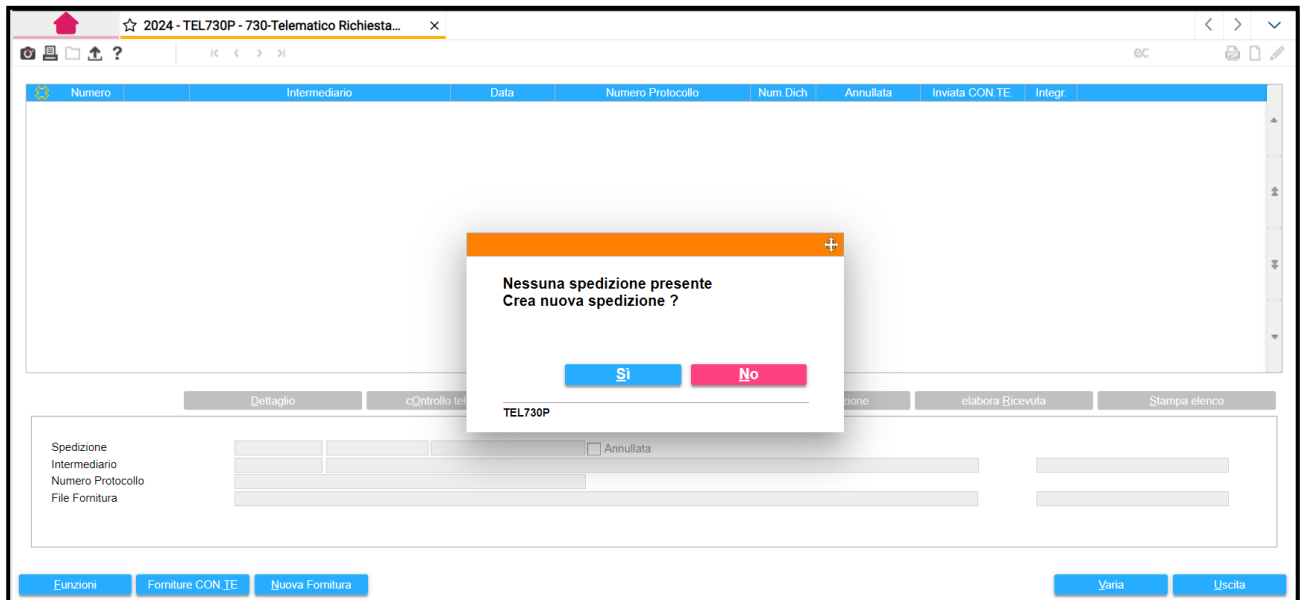 2024 - TEL730P - 730-Telematico Richiesta... ×
?
ec
Numero Intermediario Data Numero Protocollo Num.Dich Annullata Inviata CON.TE. Integr.
Nessuna spedizione presente
Crea nuova spedizione ?
Sì No
TEL730P
Dettaglio cOntrollo tel zione elabora Ricevuta Stampa elenco
Spedizione Annullata
Intermediario
Numero Protocollo
File Fornitura
Funzioni Forniture CON.TE Nuova Fornitura Varia Uscita